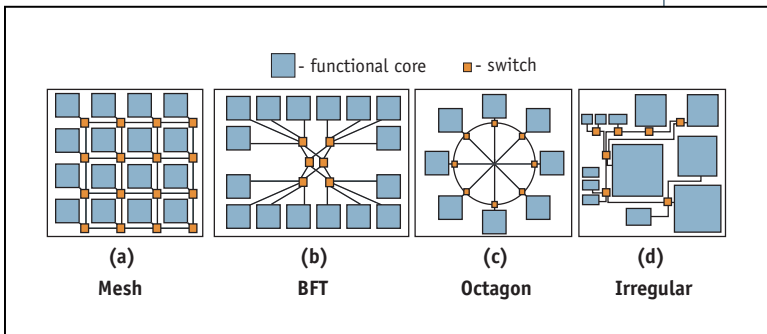 - functional core - switch
(a) (b) (c) (d)
Mesh BFT Octagon Irregular